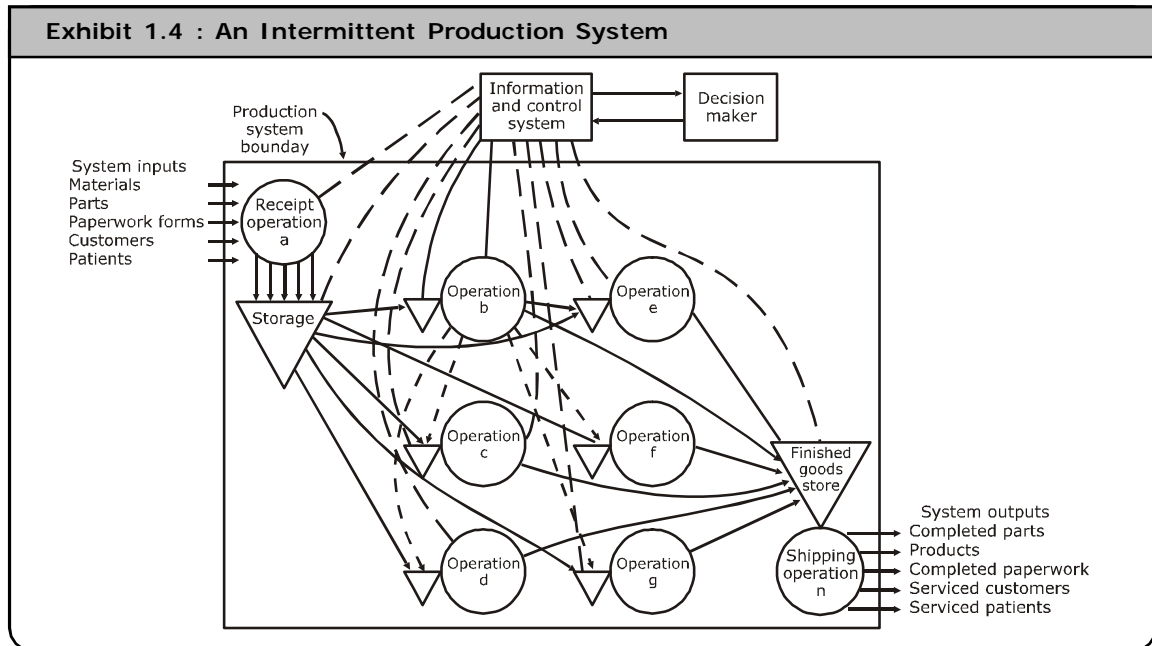 Exhibit 1.4 : An Intermittent Production System
Information
and control
system
Decision
maker
Production
system
bounday
System inputs
Materials
Parts
Paperwork forms
Customers
Patients
Receipt
operation
a
Storage
Operation
b
Operation
e
Operation
c
Operation
f
Finished
goods
store
Operation
d
Operation
g
Shipping
operation
n
System outputs
Completed parts
Products
Completed paperwork
Serviced customers
Serviced patients